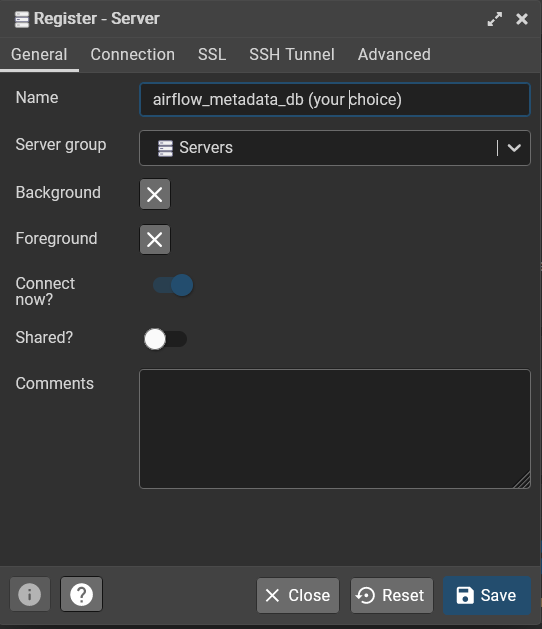 Register - Server
General Connection SSL SSH Tunnel Advanced
Name airflow_metadata_db (your choice)
Server group Servers
Background
Foreground
Connect
now?
Shared?
Comments
Close Reset Save